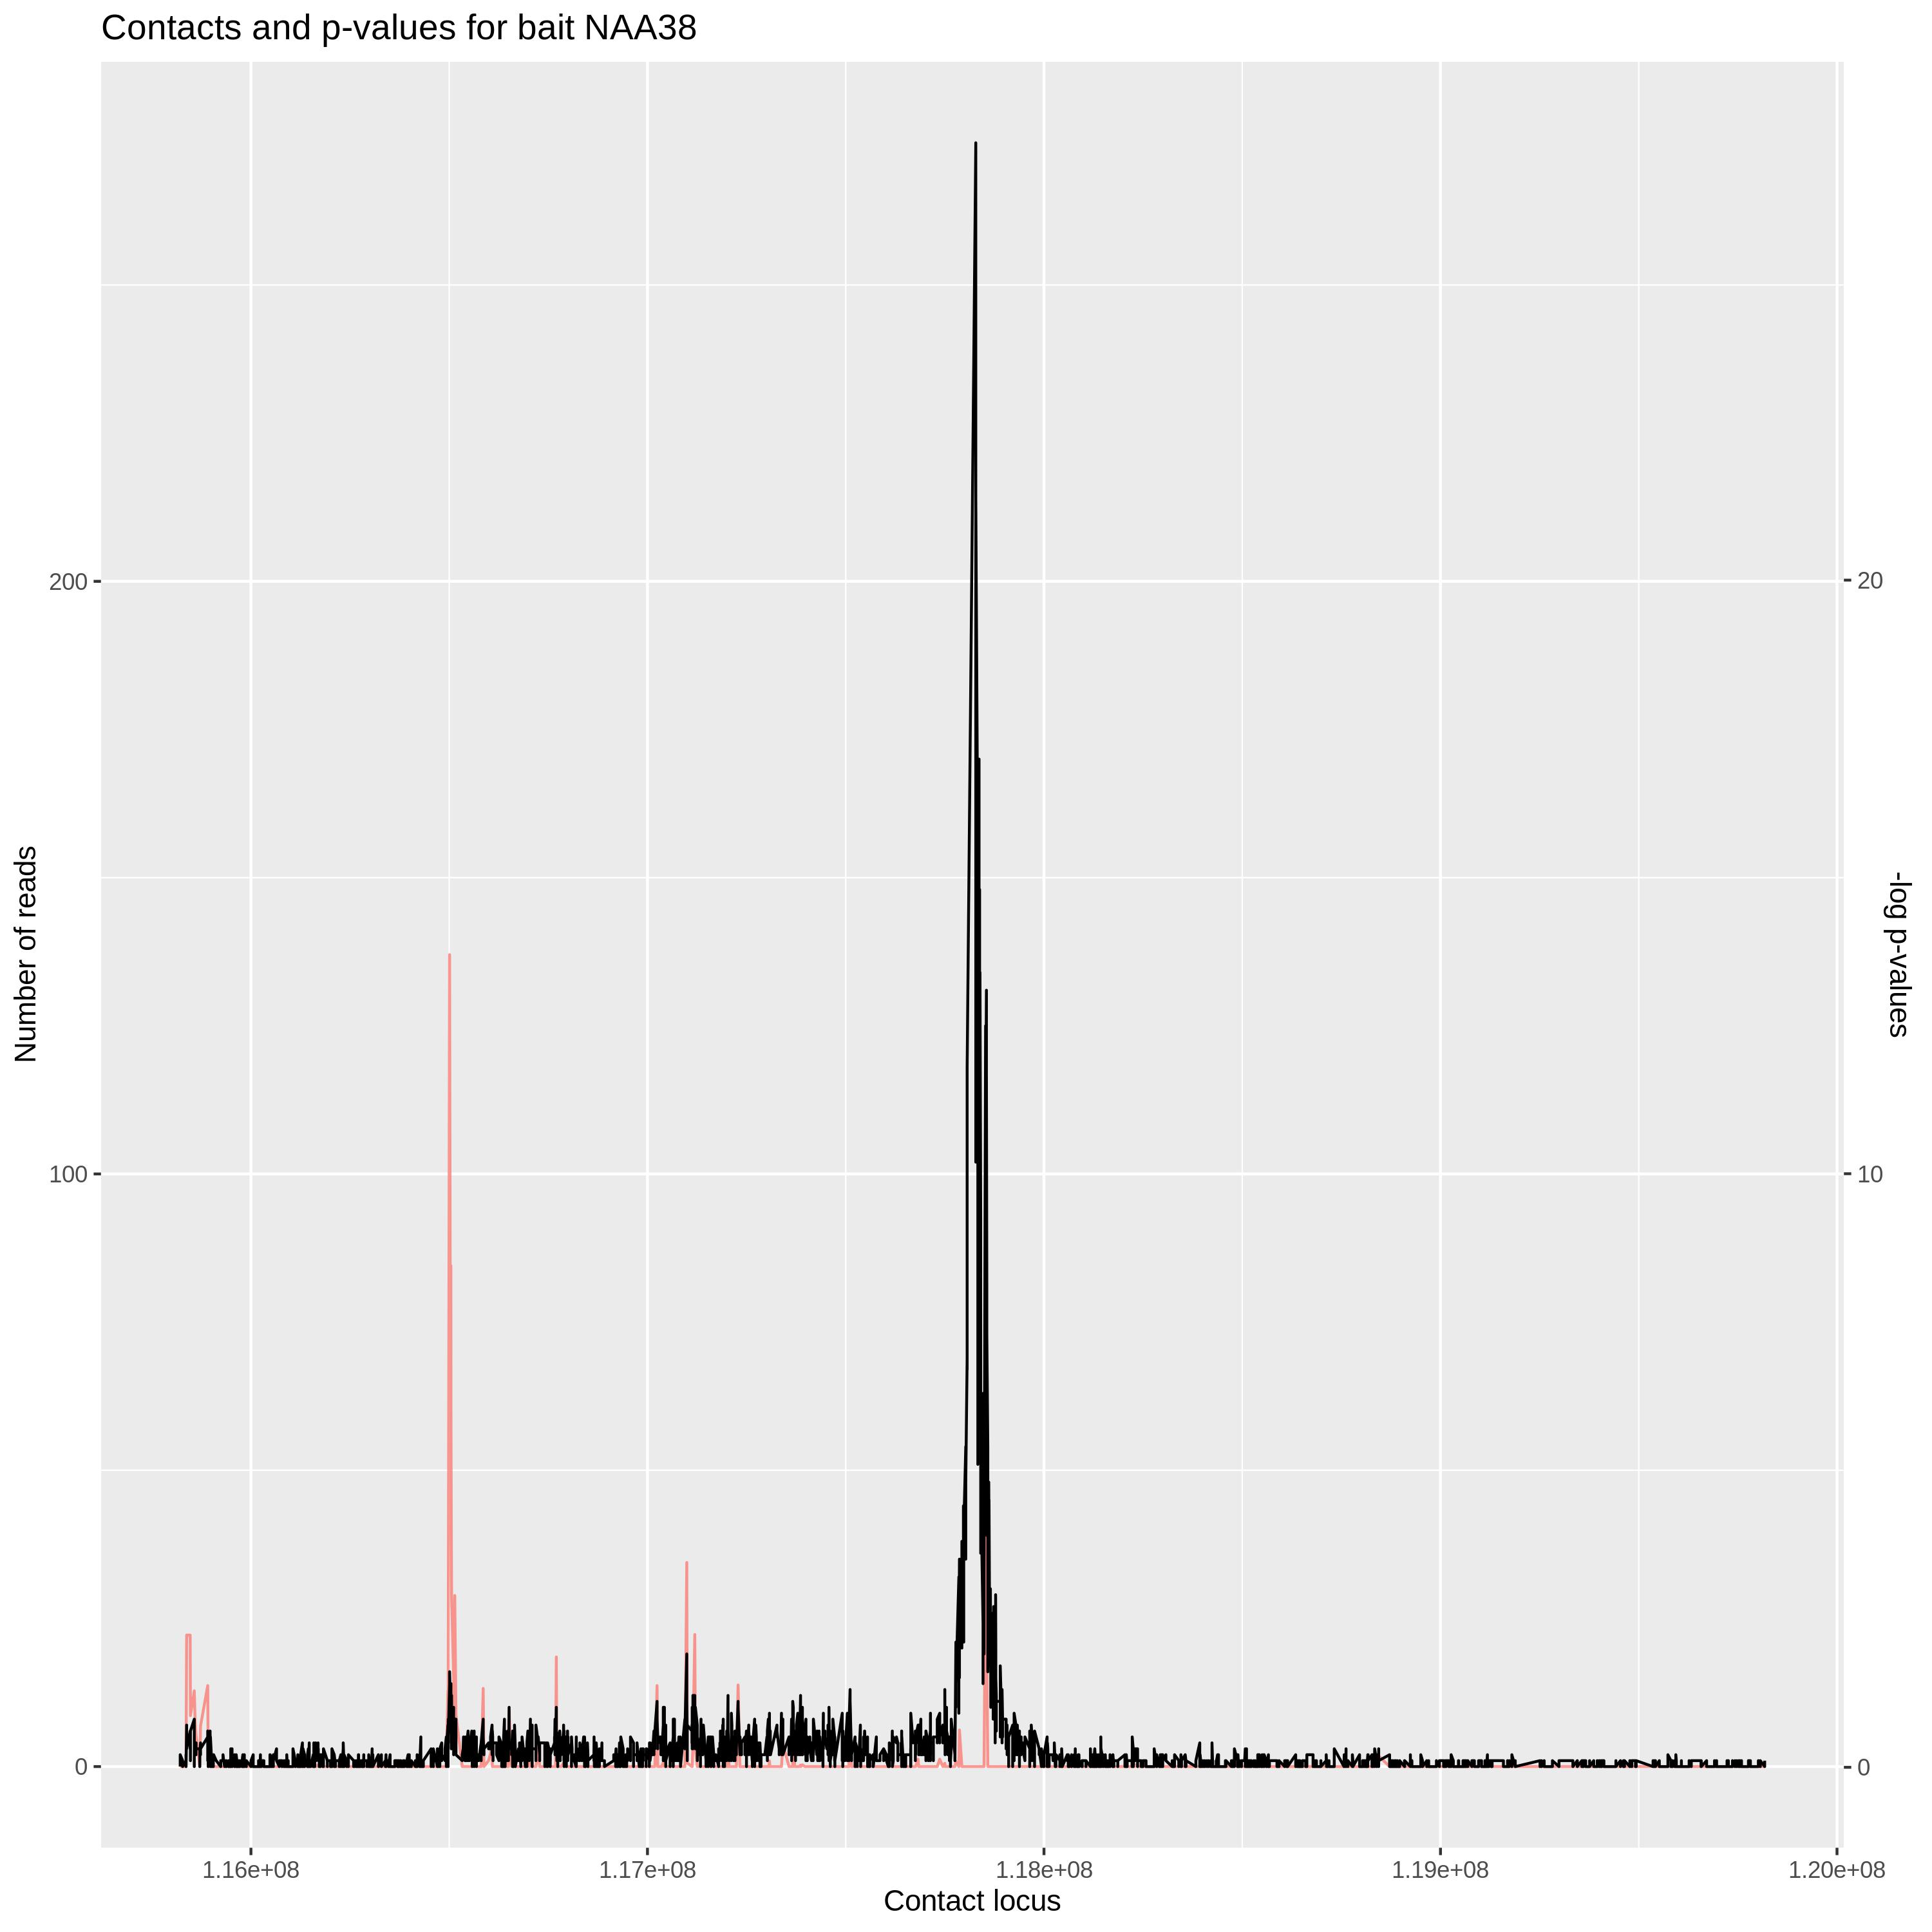 Contacts and p-values for bait NAA38
Number of reads
200
100
0
20
10
0
-log p-values
1.16e+08
1.17e+08
1.18e+08
1.19e+08
1.20e+08
Contact locus